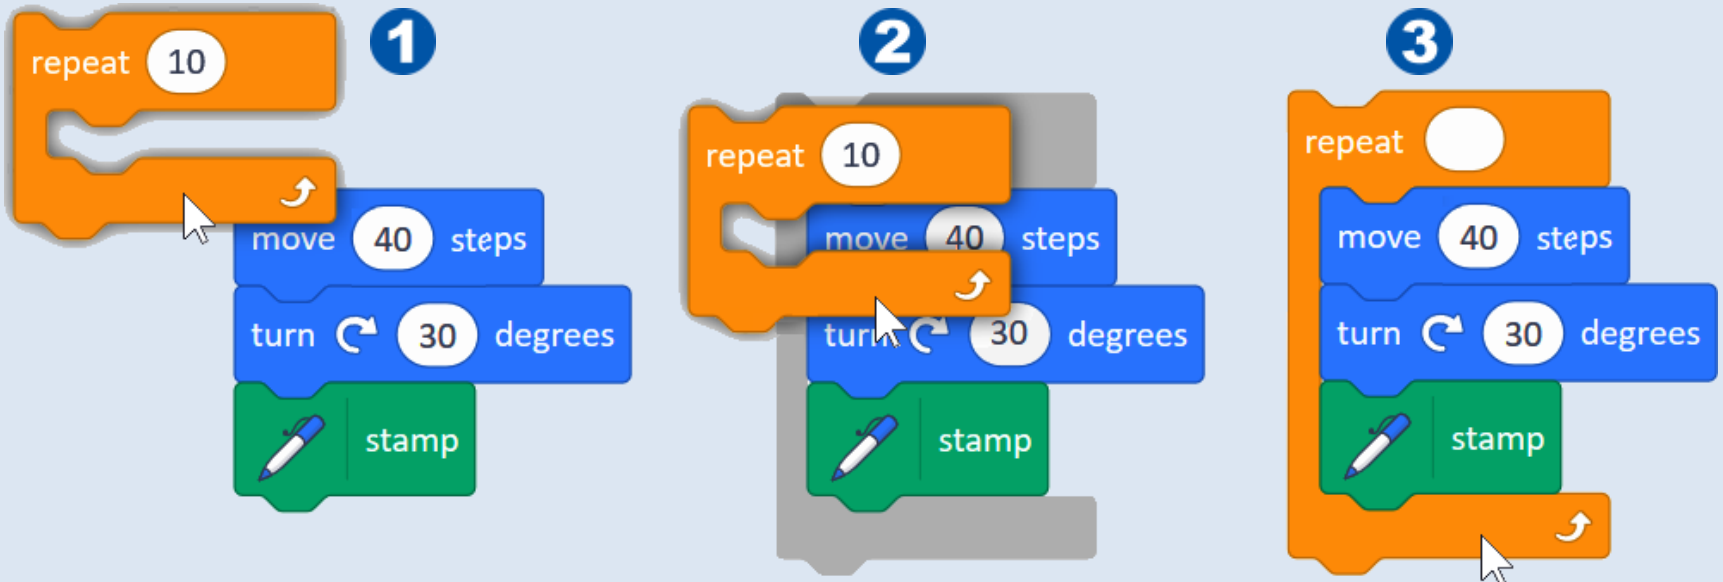 1
repeat 10
move 40 steps
turn 30 degrees
stamp
2
repeat 10
move 40 steps
turn 30 degrees
stamp
3
repeat
move 40 steps
turn 30 degrees
stamp